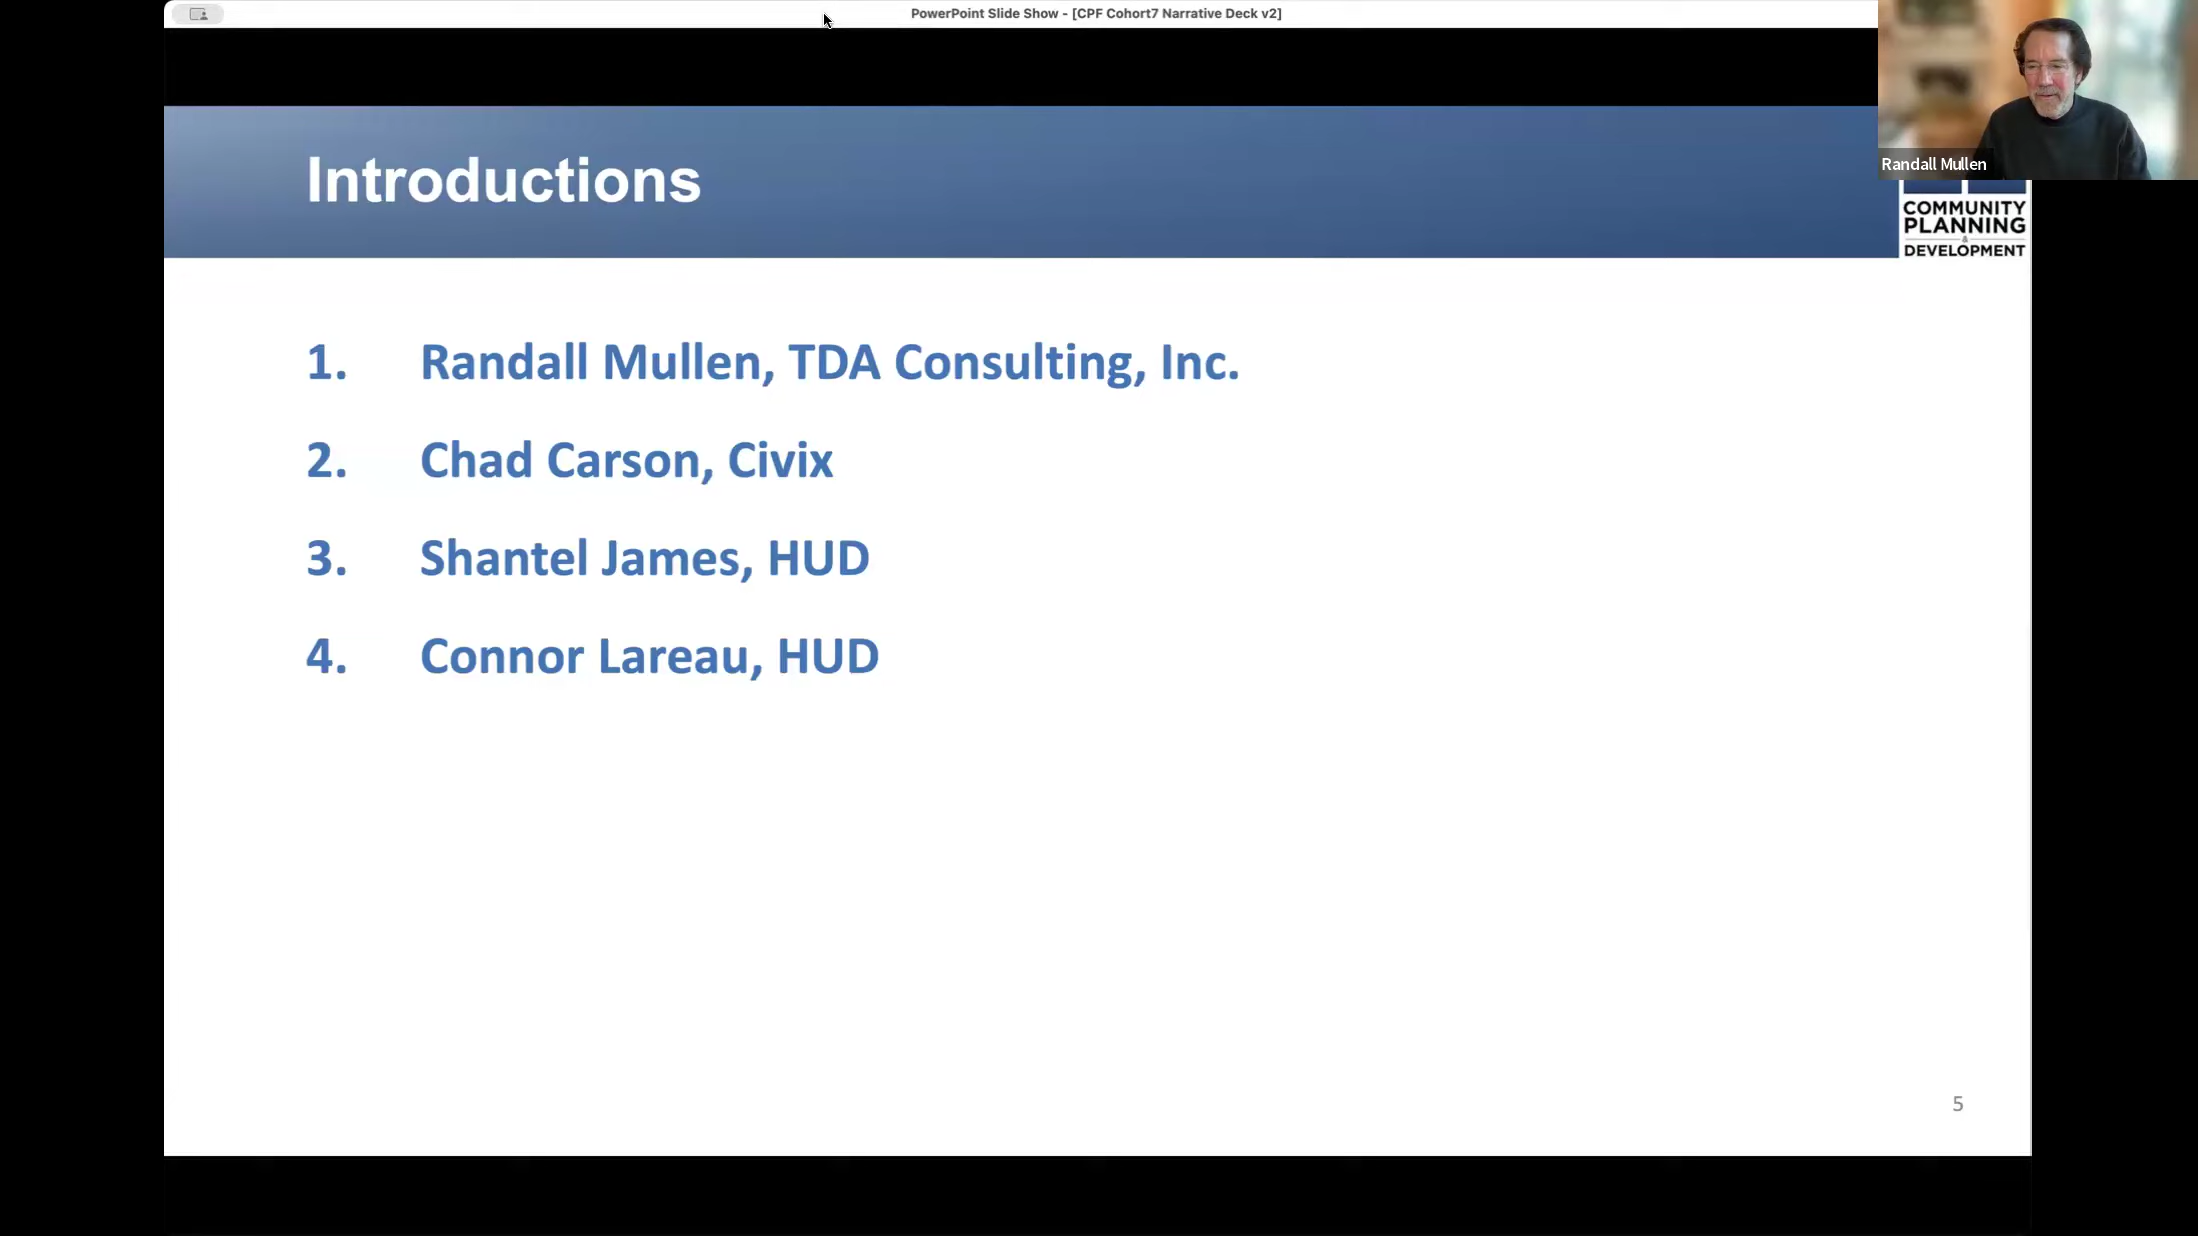 PowerPoint Slide Show - [CPF Cohort7 Narrative Deck v2]
Randall Mullen
Introductions
COMMUNITY
PLANNING
&
DEVELOPMENT
1. Randall Mullen, TDA Consulting, Inc.
2. Chad Carson, Civix
3. Shantel James, HUD
4. Connor Lareau, HUD
5